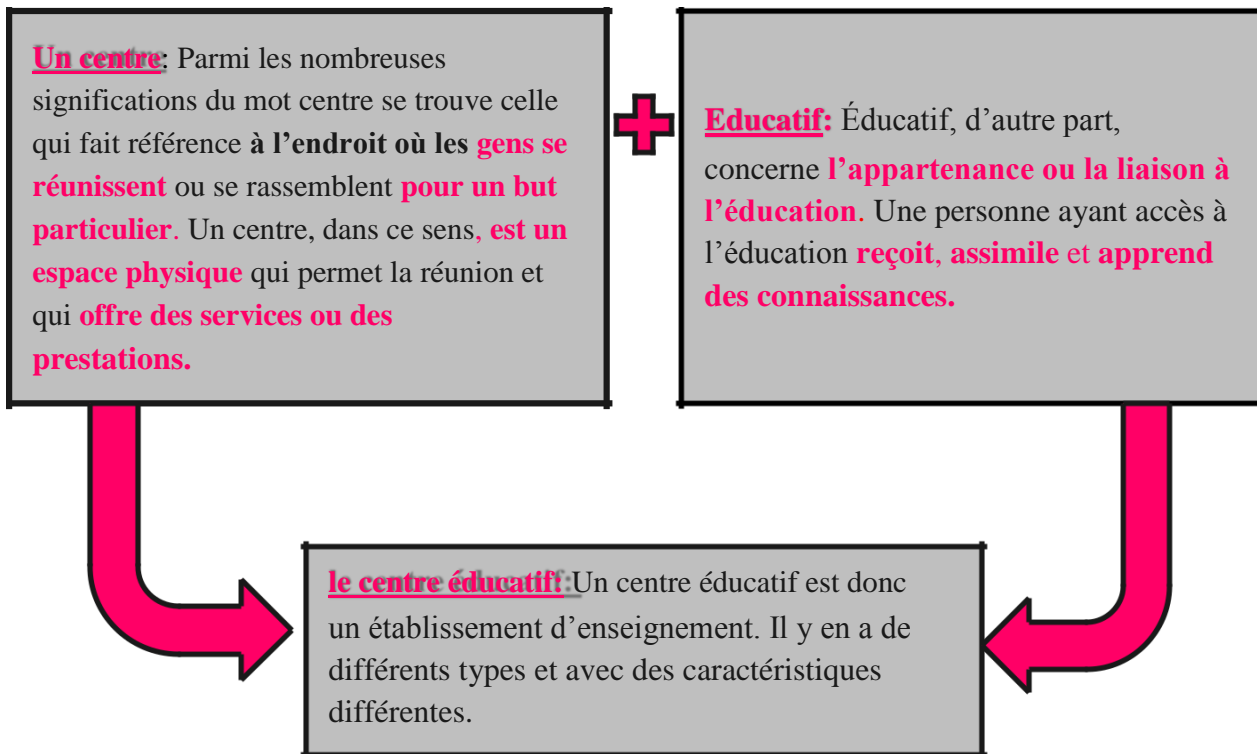 Un centre: Parmi les nombreuses
significations du mot centre se trouve celle
qui fait référence à l’endroit où les gens se
réunissent ou se rassemblent pour un but
particulier. Un centre, dans ce sens, est un
espace physique qui permet la réunion et
qui offre des services ou des
prestations.
Educatif: Éducatif, d’autre part,
concerne l’appartenance ou la liaison à
l’éducation. Une personne ayant accès à
l’éducation reçoit, assimile et apprend
des connaissances.
le centre éducatif: Un centre éducatif est donc
un établissement d’enseignement. Il y en a de
différents types et avec des caractéristiques
différentes.